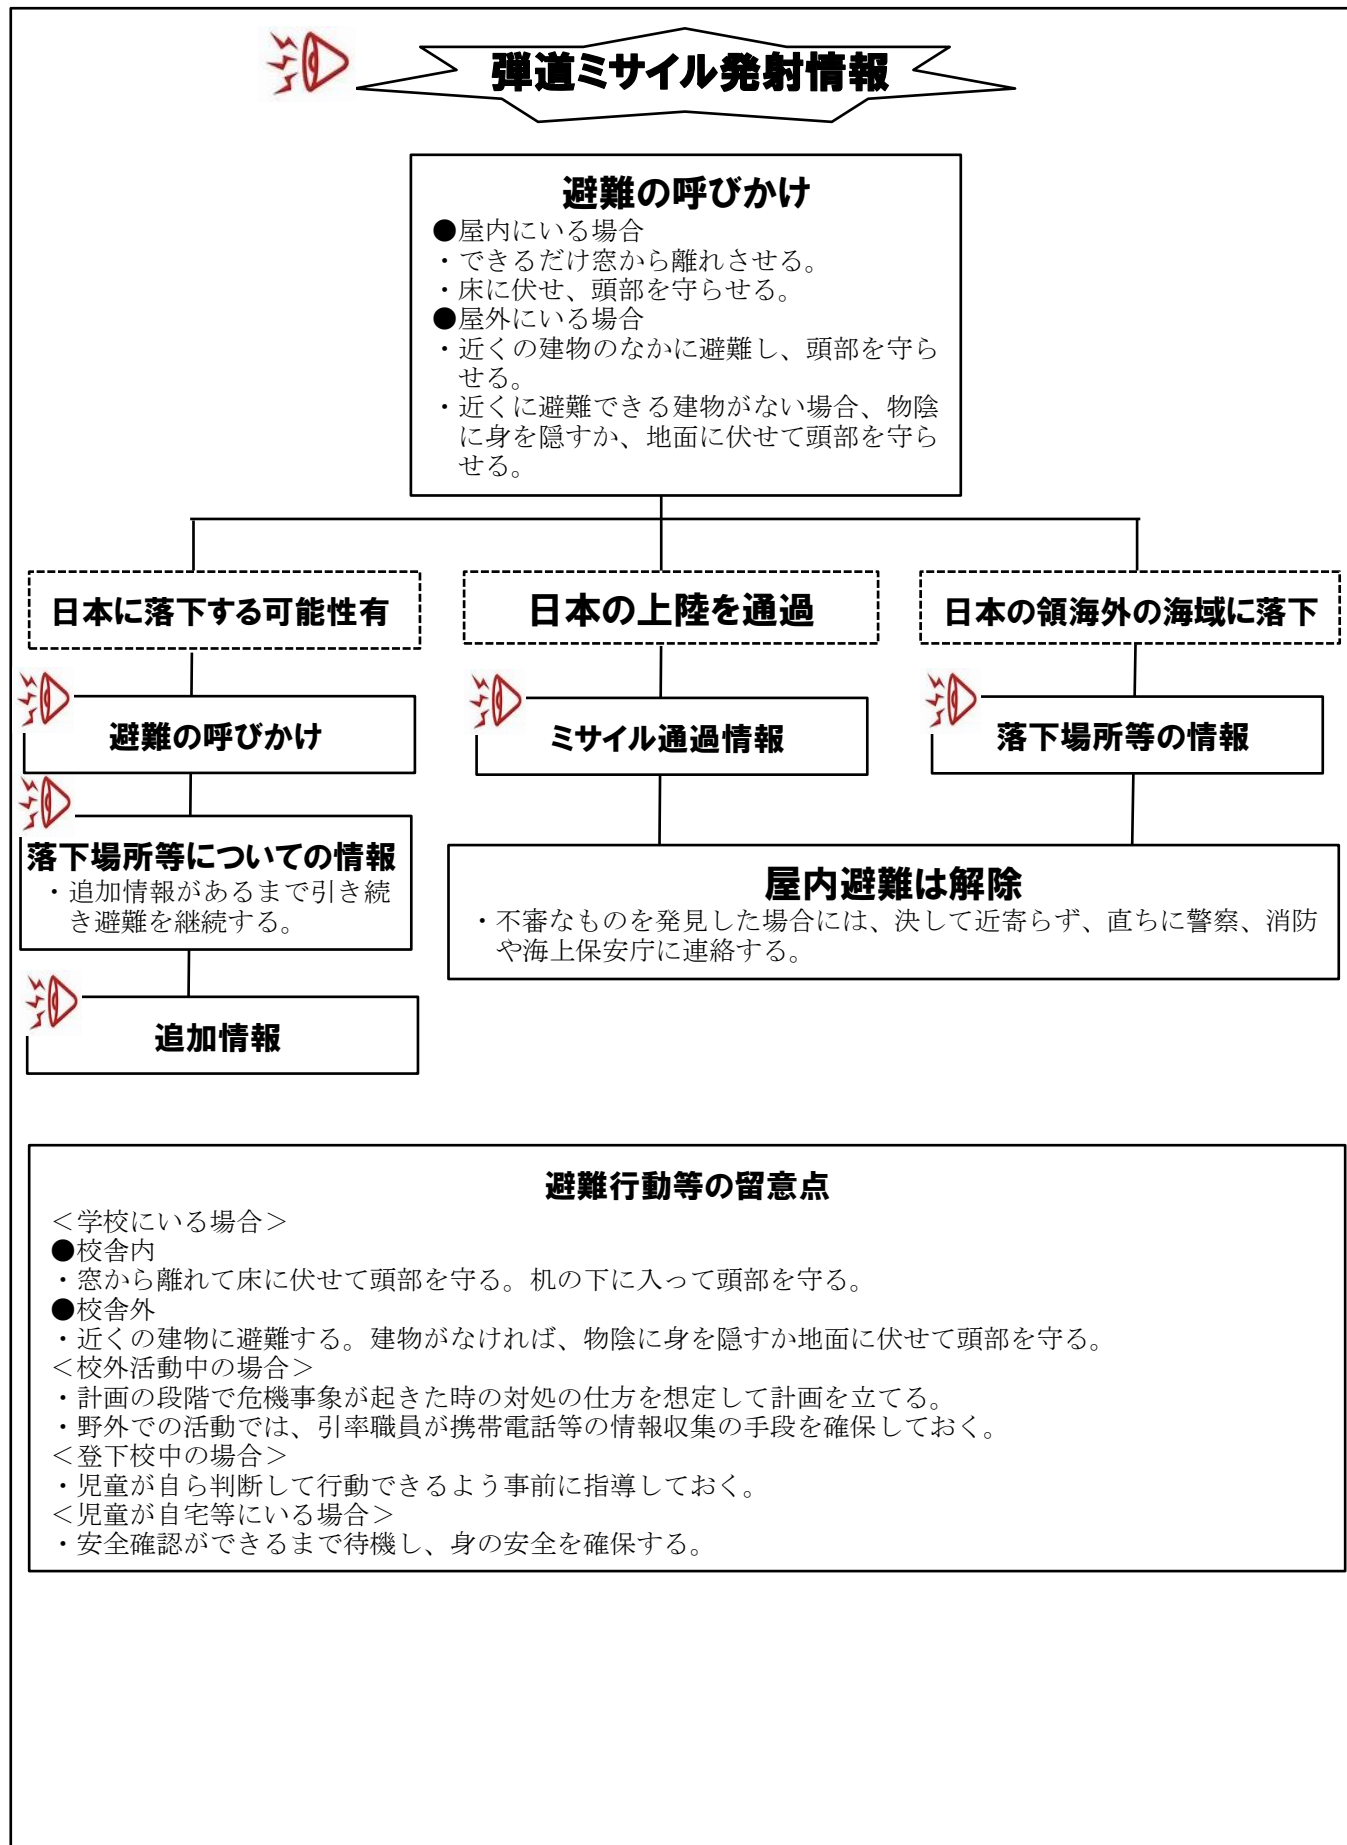 弾道ミサイル発射情報
避難の呼びかけ
●屋内にいる場合
・できるだけ窓から離れさせる。
・床に伏せ、頭部を守らせる。
●屋外にいる場合
・近くの建物のなかに避難し、頭部を守ら
せる。
・近くに避難できる建物がない場合、物陰
に身を隠すか、地面に伏せて頭部を守ら
せる。
日本に落下する可能性有
日本の上陸を通過
日本の領海外の海域に落下
避難の呼びかけ
ミサイル通過情報
落下場所等の情報
落下場所等についての情報
・追加情報があるまで引き続
き避難を継続する。
屋内避難は解除
・不審なものを発見した場合には、決して近寄らず、直ちに警察、消防
や海上保安庁に連絡する。
追加情報
避難行動等の留意点
＜学校にいる場合＞
●校舎内
・窓から離れて床に伏せて頭部を守る。机の下に入って頭部を守る。
●校舎外
・近くの建物に避難する。建物がなければ、物陰に身を隠すか地面に伏せて頭部を守る。
＜校外活動中の場合＞
・計画の段階で危機事象が起きた時の対処の仕方を想定して計画を立てる。
・野外での活動では、引率職員が携帯電話等の情報収集の手段を確保しておく。
＜登下校中の場合＞
・児童が自ら判断して行動できるよう事前に指導しておく。
＜児童が自宅等にいる場合＞
・安全確認ができるまで待機し、身の安全を確保する。